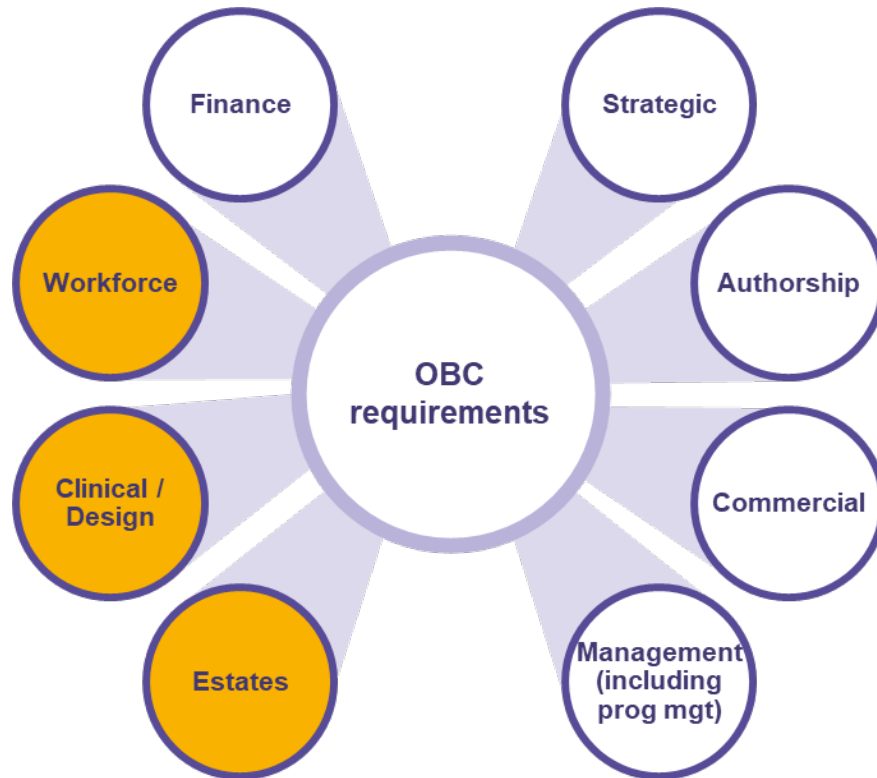 Finance
Strategic
Workforce
Authorship
OBC
requirements
Clinical /
Design
Commercial
Estates
Management
(including
prog mgt)